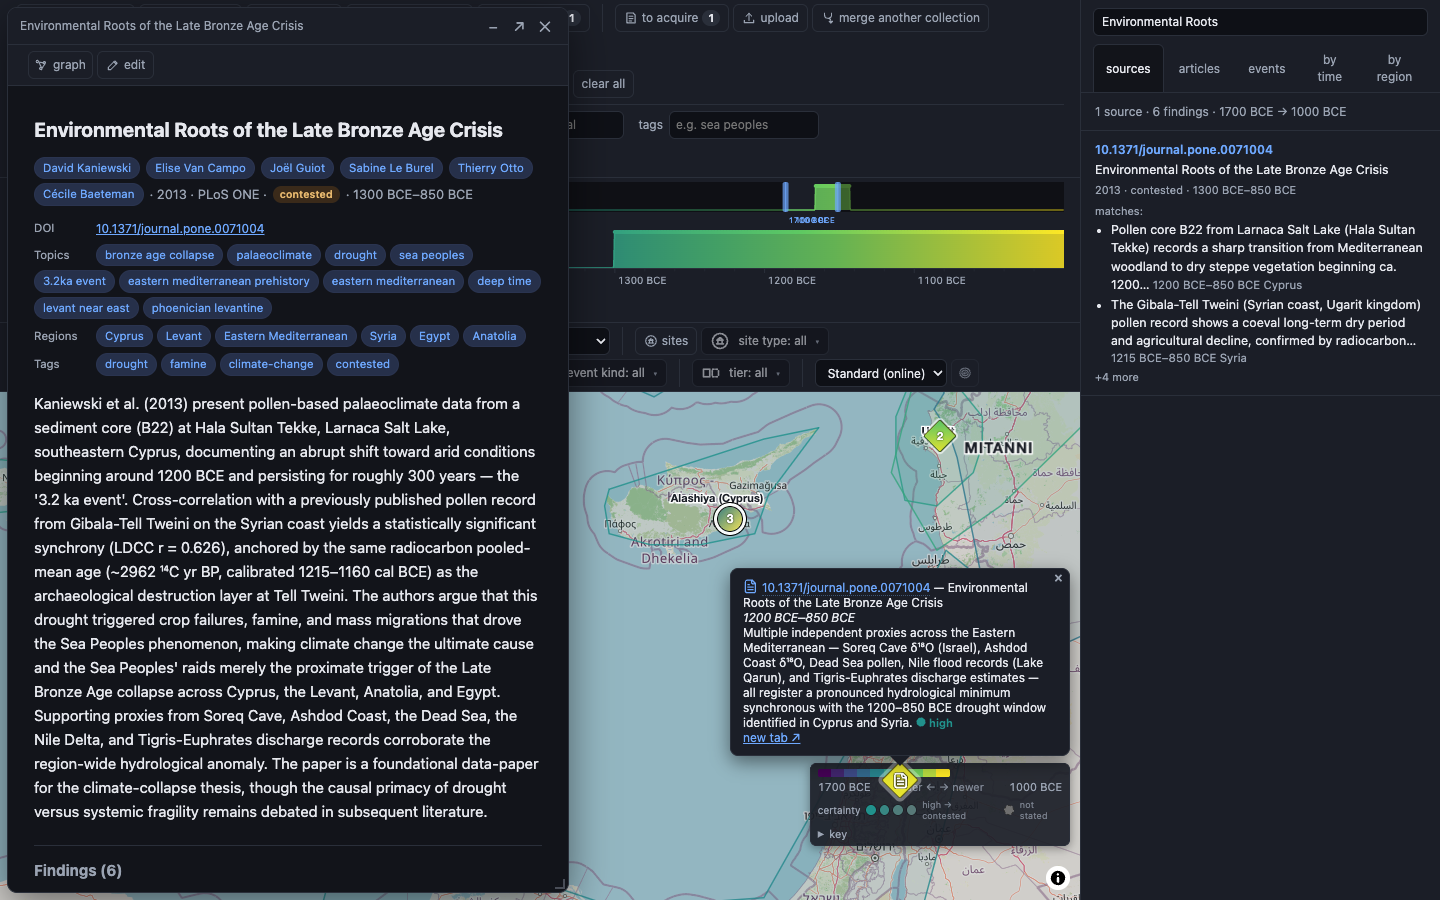 Environmental Roots of the Late Bronze Age Crisis
graph
edit
Environmental Roots of the Late Bronze Age Crisis
David Kaniewski Elise Van Campo Joël Guiot Sabine Le Burel Thierry Otto
Cécile Baeteman · 2013 · PLoS ONE · contested · 1300 BCE–850 BCE
DOI 10.1371/journal.pone.0071004
Topics bronze age collapse palaeoclimate drought sea peoples
3.2ka event eastern mediterranean prehistory eastern mediterranean deep time
levant near east phoenician levantine
Regions Cyprus Levant Eastern Mediterranean Syria Egypt Anatolia
Tags drought famine climate-change contested
Kaniewski et al. (2013) present pollen-based palaeoclimate data from a
sediment core (B22) at Hala Sultan Tekke, Larnaca Salt Lake,
southeastern Cyprus, documenting an abrupt shift toward arid conditions
beginning around 1200 BCE and persisting for roughly 300 years — the
'3.2 ka event'. Cross-correlation with a previously published pollen record
from Gibala-Tell Tweini on the Syrian coast yields a statistically significant
synchrony (LDCC r = 0.626), anchored by the same radiocarbon pooled-
mean age (~2962 ¹⁴C yr BP, calibrated 1215–1160 cal BCE) as the
archaeological destruction layer at Tell Tweini. The authors argue that this
drought triggered crop failures, famine, and mass migrations that drove
the Sea Peoples phenomenon, making climate change the ultimate cause
and the Sea Peoples' raids merely the proximate trigger of the Late
Bronze Age collapse across Cyprus, the Levant, Anatolia, and Egypt.
Supporting proxies from Soreq Cave, Ashdod Coast, the Dead Sea, the
Nile Delta, and Tigris-Euphrates discharge records corroborate the
region-wide hydrological anomaly. The paper is a foundational data-paper
for the climate-collapse thesis, though the causal primacy of drought
versus systemic fragility remains debated in subsequent literature.
Findings (6)
1
to acquire 1
upload
merge another collection
clear all
al
tags e.g. sea peoples
1300 BCE 1200 BCE 1100 BCE
sites
site type: all
event kind: all
tier: all
Standard (online)
Κύπρος
Gazimağusa
Alashiya (Cyprus)
Πάφος
3
Akrotiri and
Dhekelia
محافظة إدلب
2
MITANNI
جبلة
حماة
السلمية
طرطوس
حمص
طرابلس
10.1371/journal.pone.0071004 — Environmental
Roots of the Late Bronze Age Crisis
1200 BCE–850 BCE
Multiple independent proxies across the Eastern
Mediterranean — Soreq Cave δ¹⁸O (Israel), Ashdod
Coast δ¹⁸O, Dead Sea pollen, Nile flood records (Lake
Qarun), and Tigris-Euphrates discharge estimates —
all register a pronounced hydrological minimum
synchronous with the 1200–850 BCE drought window
identified in Cyprus and Syria. high
new tab ↗
1700 BCE ← → newer 1000 BCE
certainty high → contested not stated
▶ key
مادبا
الزرقاء
عمان
Environmental Roots
sources
articles
events
by time
by region
1 source · 6 findings · 1700 BCE → 1000 BCE
10.1371/journal.pone.0071004
Environmental Roots of the Late Bronze Age Crisis
2013 · contested · 1300 BCE–850 BCE
matches:
• Pollen core B22 from Larnaca Salt Lake (Hala Sultan
Tekke) records a sharp transition from Mediterranean
woodland to dry steppe vegetation beginning ca.
1200… 1200 BCE–850 BCE Cyprus
• The Gibala-Tell Tweini (Syrian coast, Ugarit kingdom)
pollen record shows a coeval long-term dry period
and agricultural decline, confirmed by radiocarbon…
1215 BCE–850 BCE Syria
+4 more